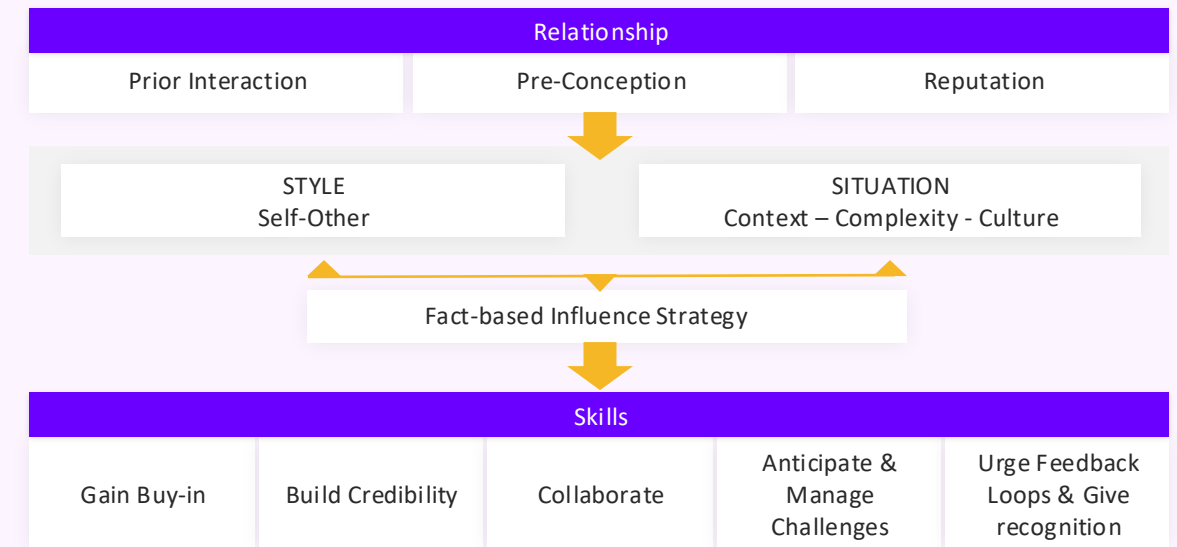 Relationship
Prior Interaction
Pre-Conception
Reputation
STYLE
Self-Other
SITUATION
Context – Complexity - Culture
Fact-based Influence Strategy
Skills
Gain Buy-in
Build Credibility
Collaborate
Anticipate &
Manage
Challenges
Urge Feedback
Loops & Give
recognition